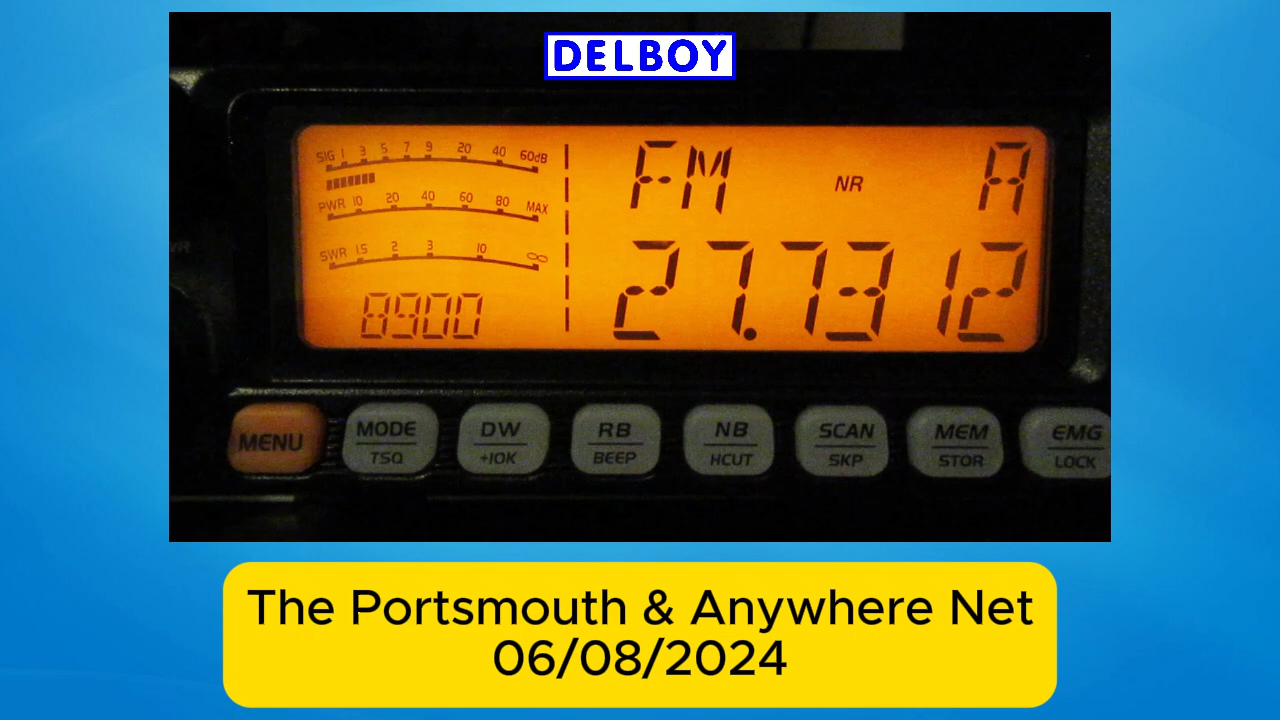 DELBOY
SIG 1 3 5 7 9 20 40 60dB
FM NR A
PWR 10 20 40 60 80 MAX
SWR 1.5 2 3 10 ∞
27.7312
8900
MENU MODE DW RB NB SCAN MEM EMG
TSQ +10K BEEP HCUT SKP STOR LOCK
The Portsmouth & Anywhere Net
06/08/2024